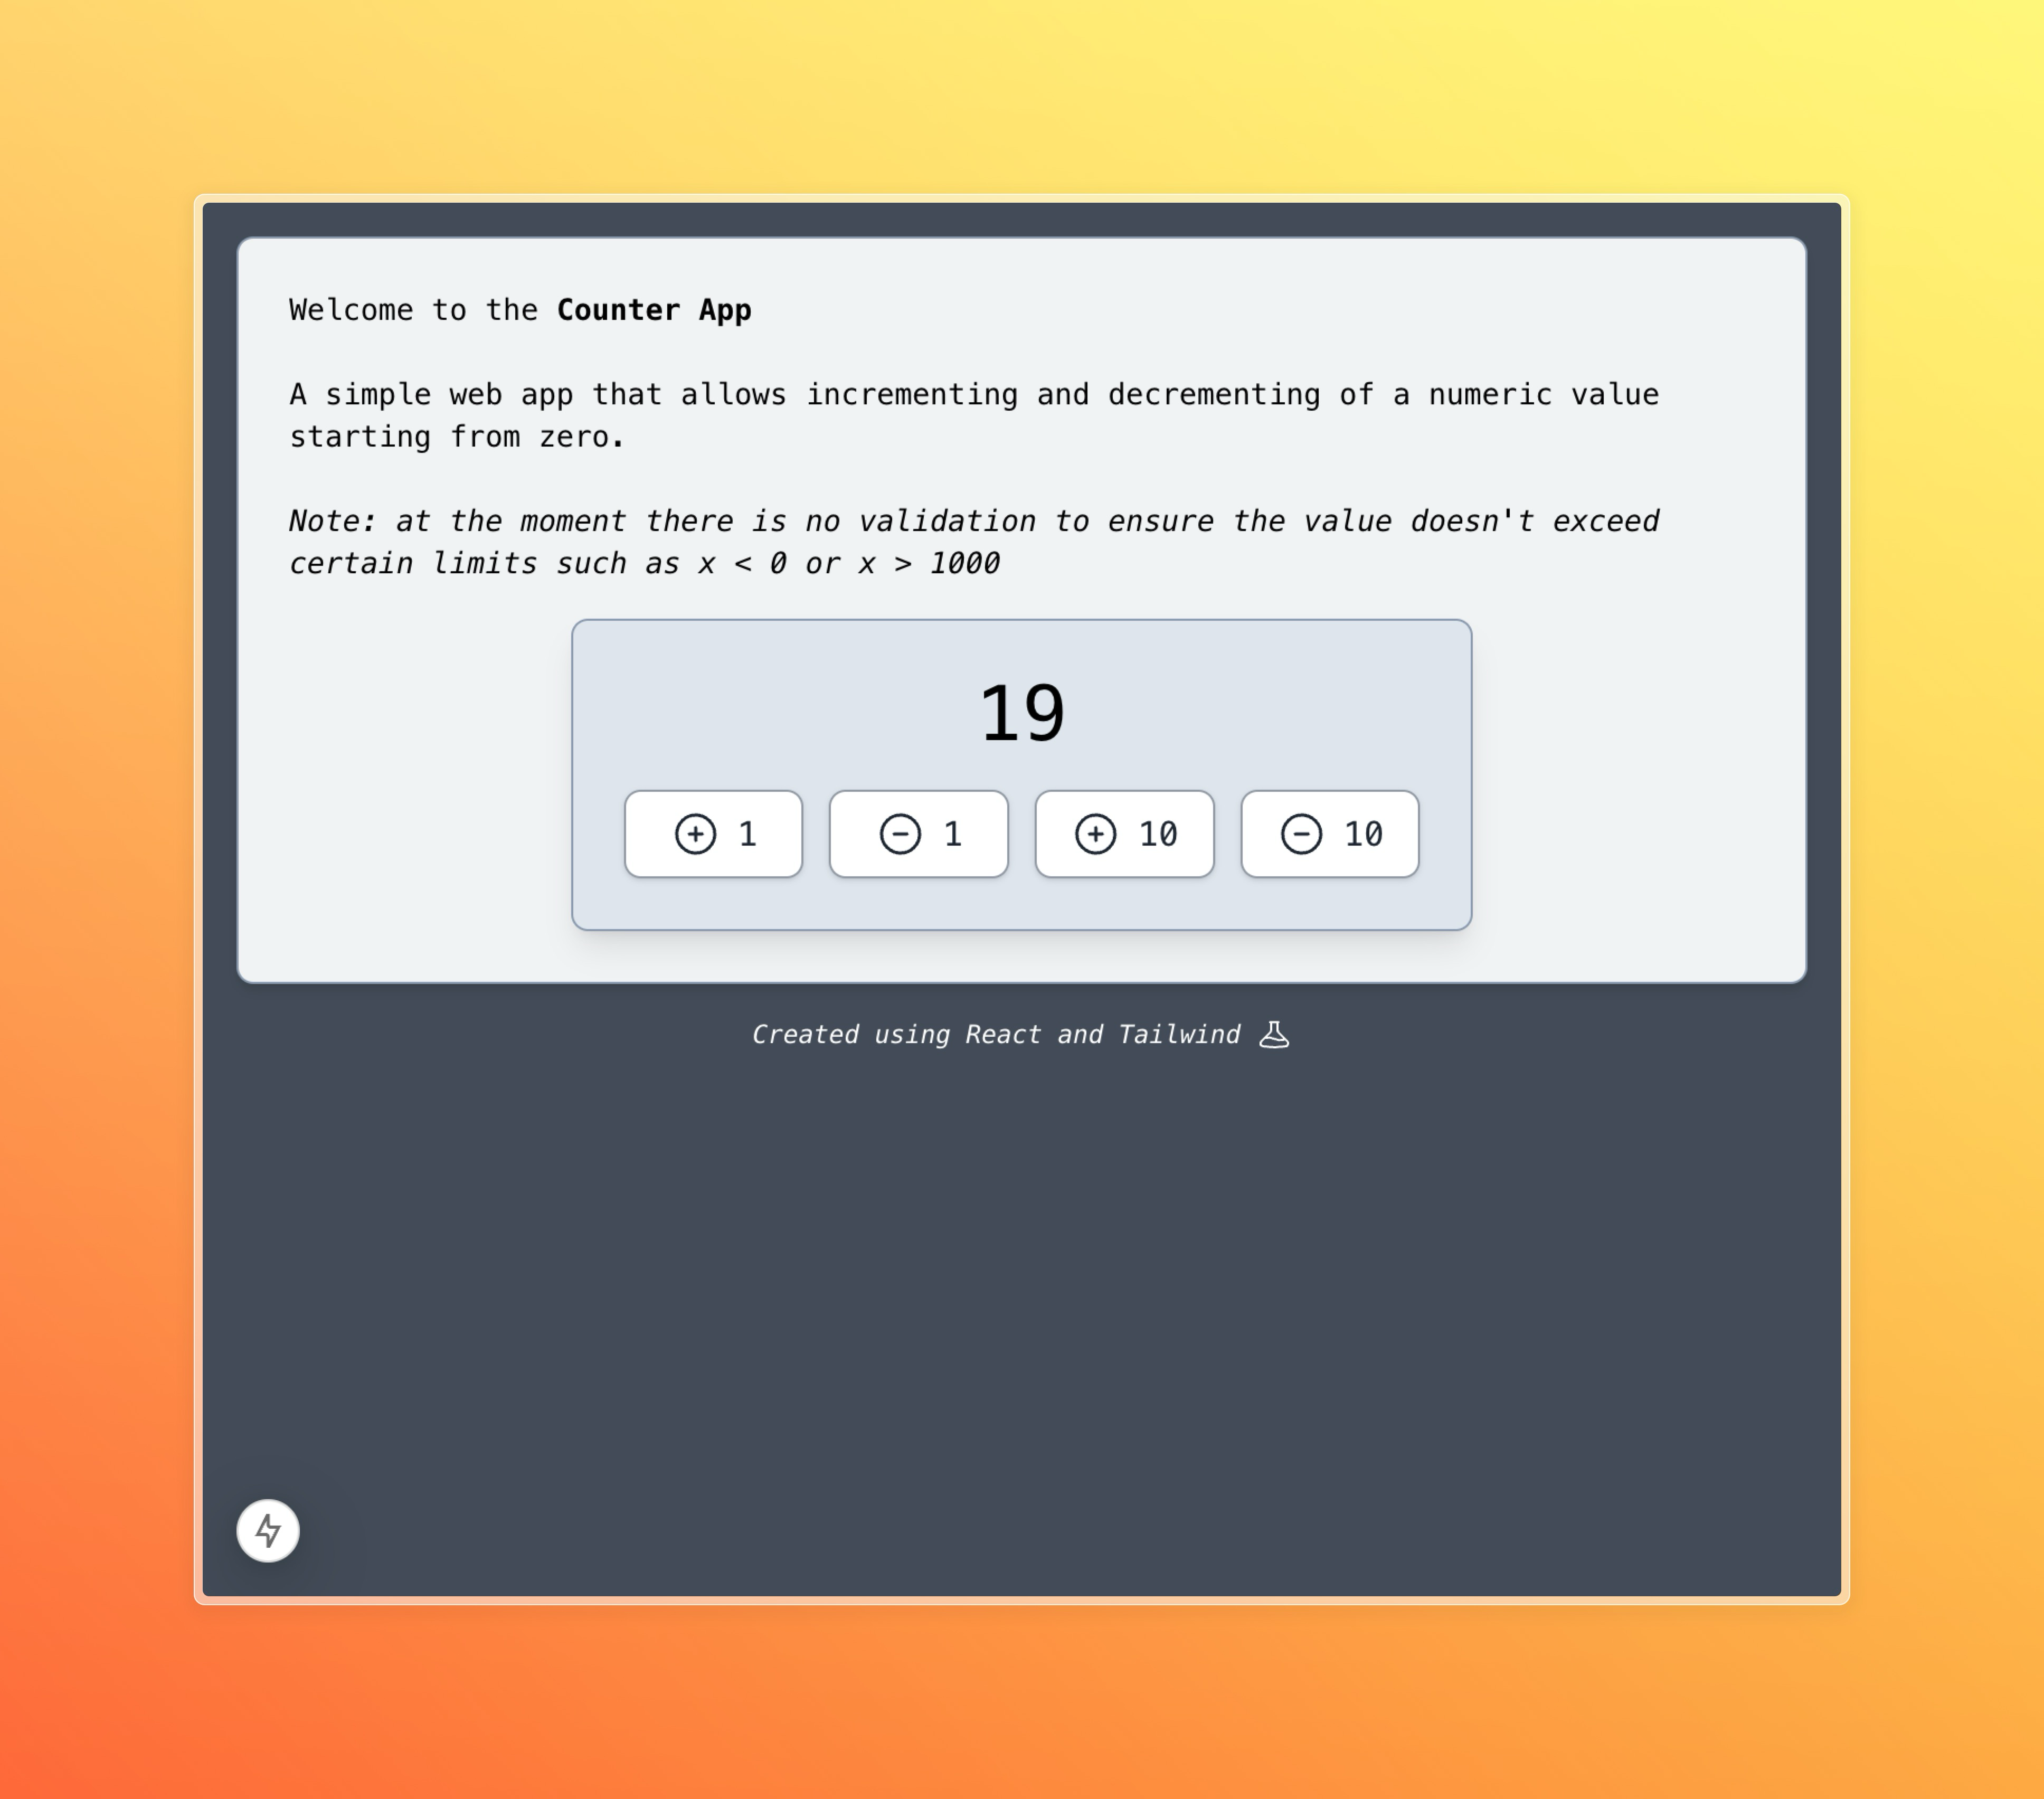 Welcome to the Counter App
A simple web app that allows incrementing and decrementing of a numeric value
starting from zero.
Note: at the moment there is no validation to ensure the value doesn't exceed
certain limits such as x < 0 or x > 1000
19
+ 1 - 1 + 10 - 10
Created using React and Tailwind